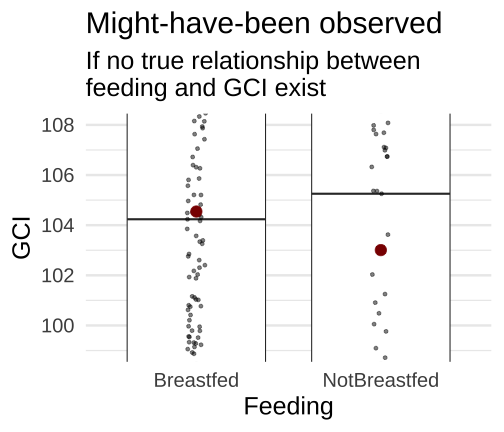 Might-have-been observed
If no true relationship between
feeding and GCI exist
108
106
104
102
100
GCI
Breastfed NotBreastfed
Feeding